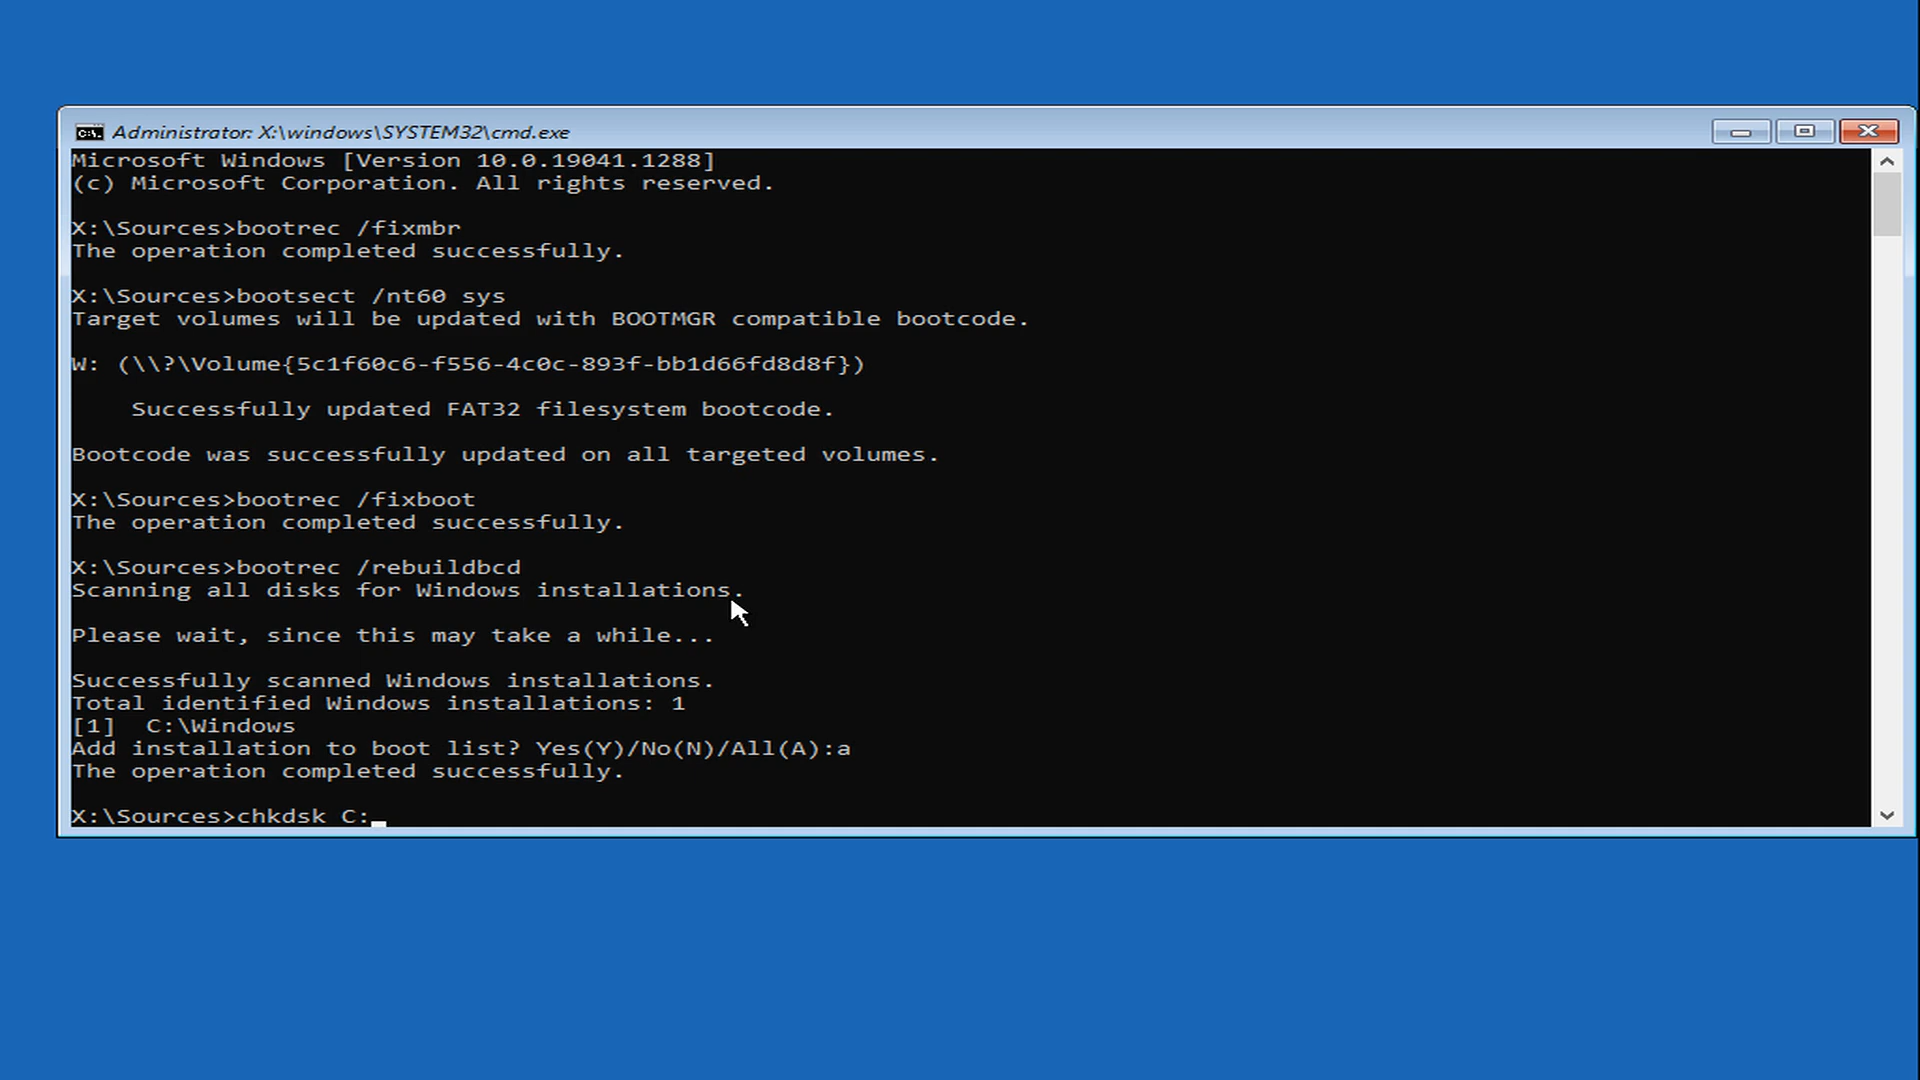 Administrator: X:\windows\SYSTEM32\cmd.exe
Microsoft Windows [Version 10.0.19041.1288]
(c) Microsoft Corporation. All rights reserved.
X:\Sources>bootrec /fixmbr
The operation completed successfully.
X:\Sources>bootsect /nt60 sys
Target volumes will be updated with BOOTMGR compatible bootcode.
W: (\\?\Volume{5c1f60c6-f556-4c0c-893f-bb1d66fd8d8f})
Successfully updated FAT32 filesystem bootcode.
Bootcode was successfully updated on all targeted volumes.
X:\Sources>bootrec /fixboot
The operation completed successfully.
X:\Sources>bootrec /rebuildbcd
Scanning all disks for Windows installations.
Please wait, since this may take a while...
Successfully scanned Windows installations.
Total identified Windows installations: 1
[1]  C:\Windows
Add installation to boot list? Yes(Y)/No(N)/All(A):a
The operation completed successfully.
X:\Sources>chkdsk C: